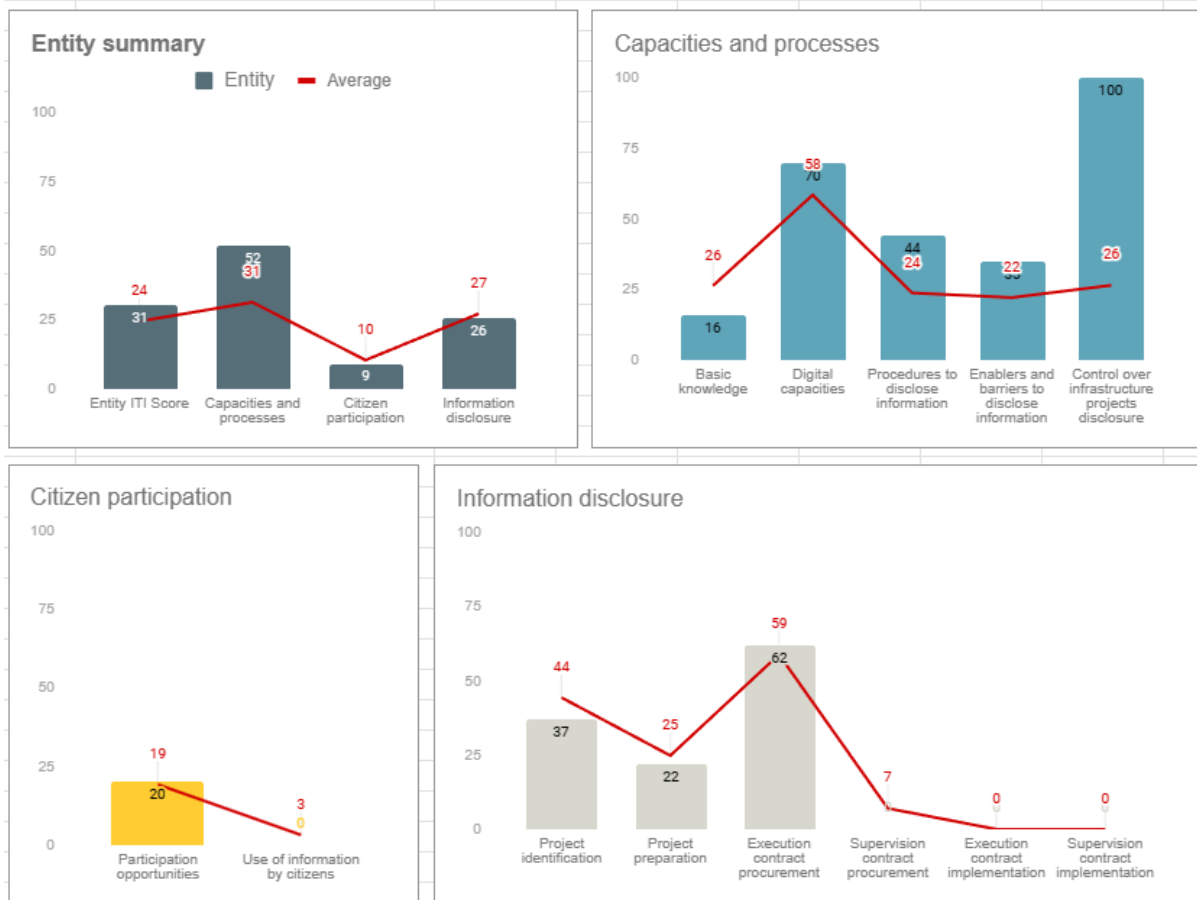 Entity summary
Entity Average
100
75
50
25
0
24
31
52
31
10
9
27
26
Entity ITI Score
Capacities and
processes
Citizen
participation
Information
disclosure
Capacities and processes
100
75
50
25
0
26
16
58
70
44
24
22
26
100
Basic
knowledge
Digital
capacities
Procedures to
disclose
information
Enablers and
barriers to
disclose
information
Control over
infrastructure
projects
disclosure
Citizen participation
100
75
50
25
0
19
20
3
0
Participation
opportunities
Use of information
by citizens
Information disclosure
100
75
50
25
0
44
37
25
22
59
62
7
0
0
0
0
0
Project
identification
Project
preparation
Execution
contract
procurement
Supervision
contract
procurement
Execution
contract
implementation
Supervision
contract
implementation